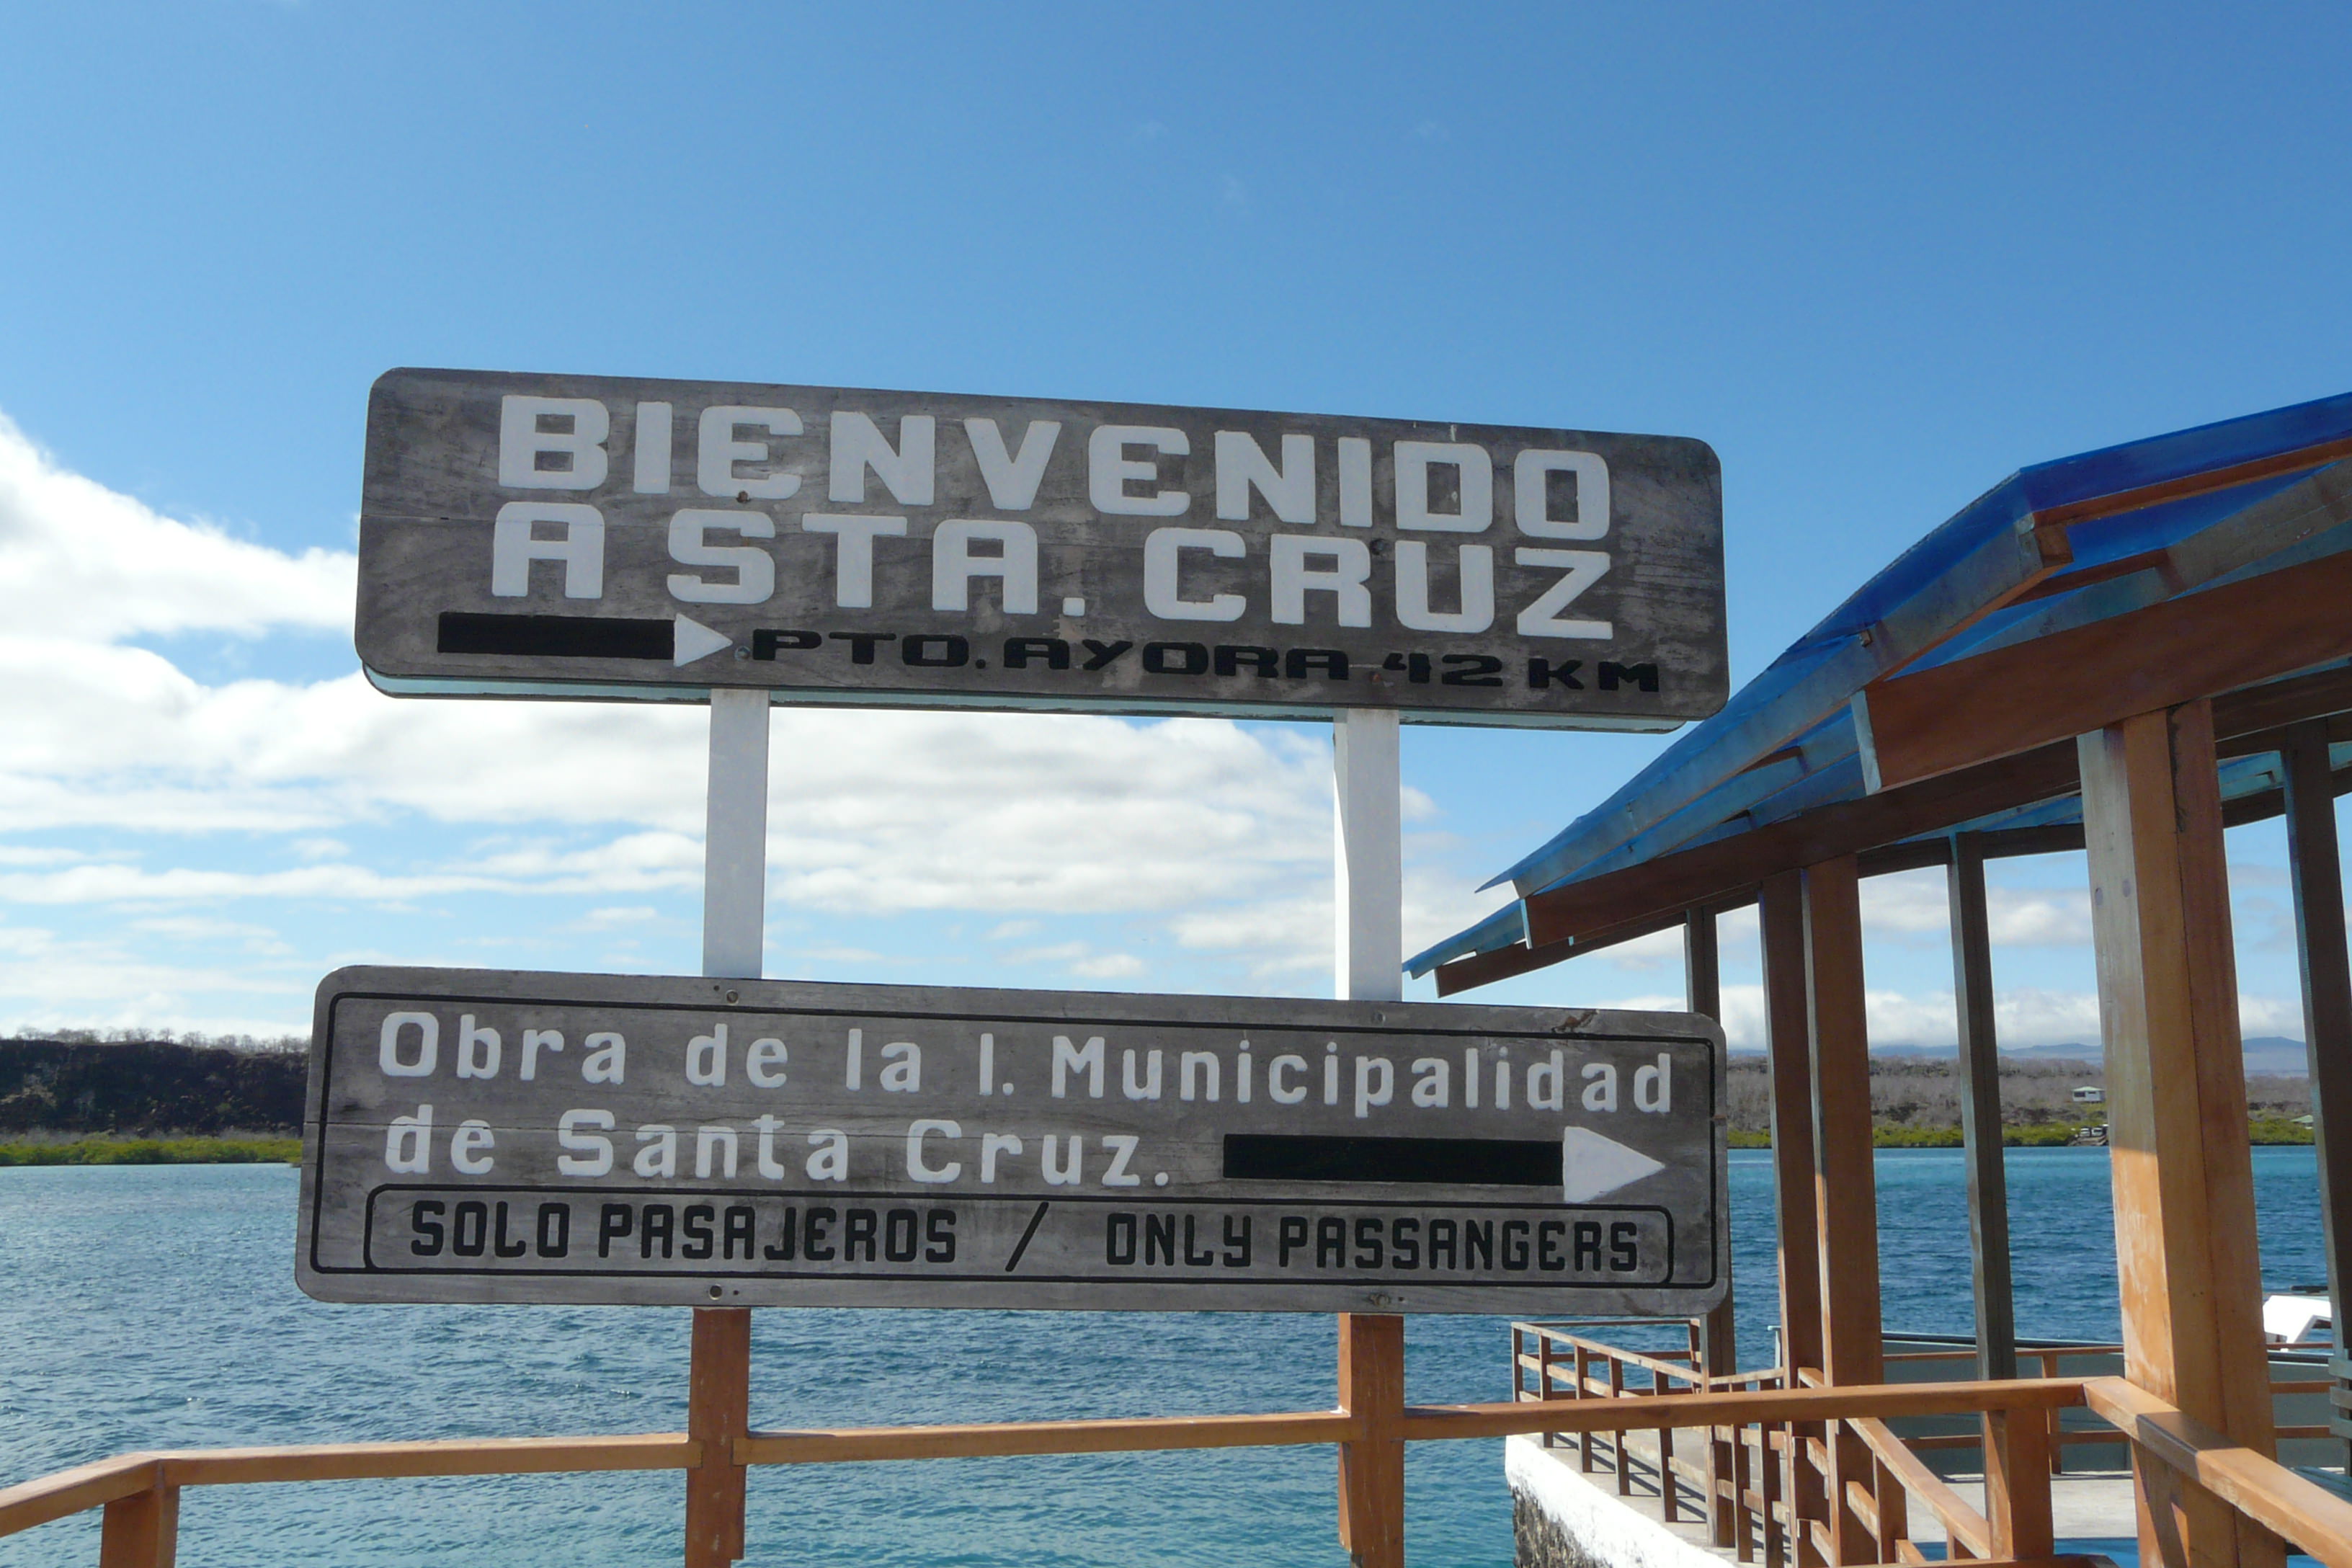 BIENVENIDO
A STA. CRUZ
PTO. AYORA 42 KM
Obra de la I. Municipalidad
de Santa Cruz.
SOLO PASAJEROS / ONLY PASSANGERS